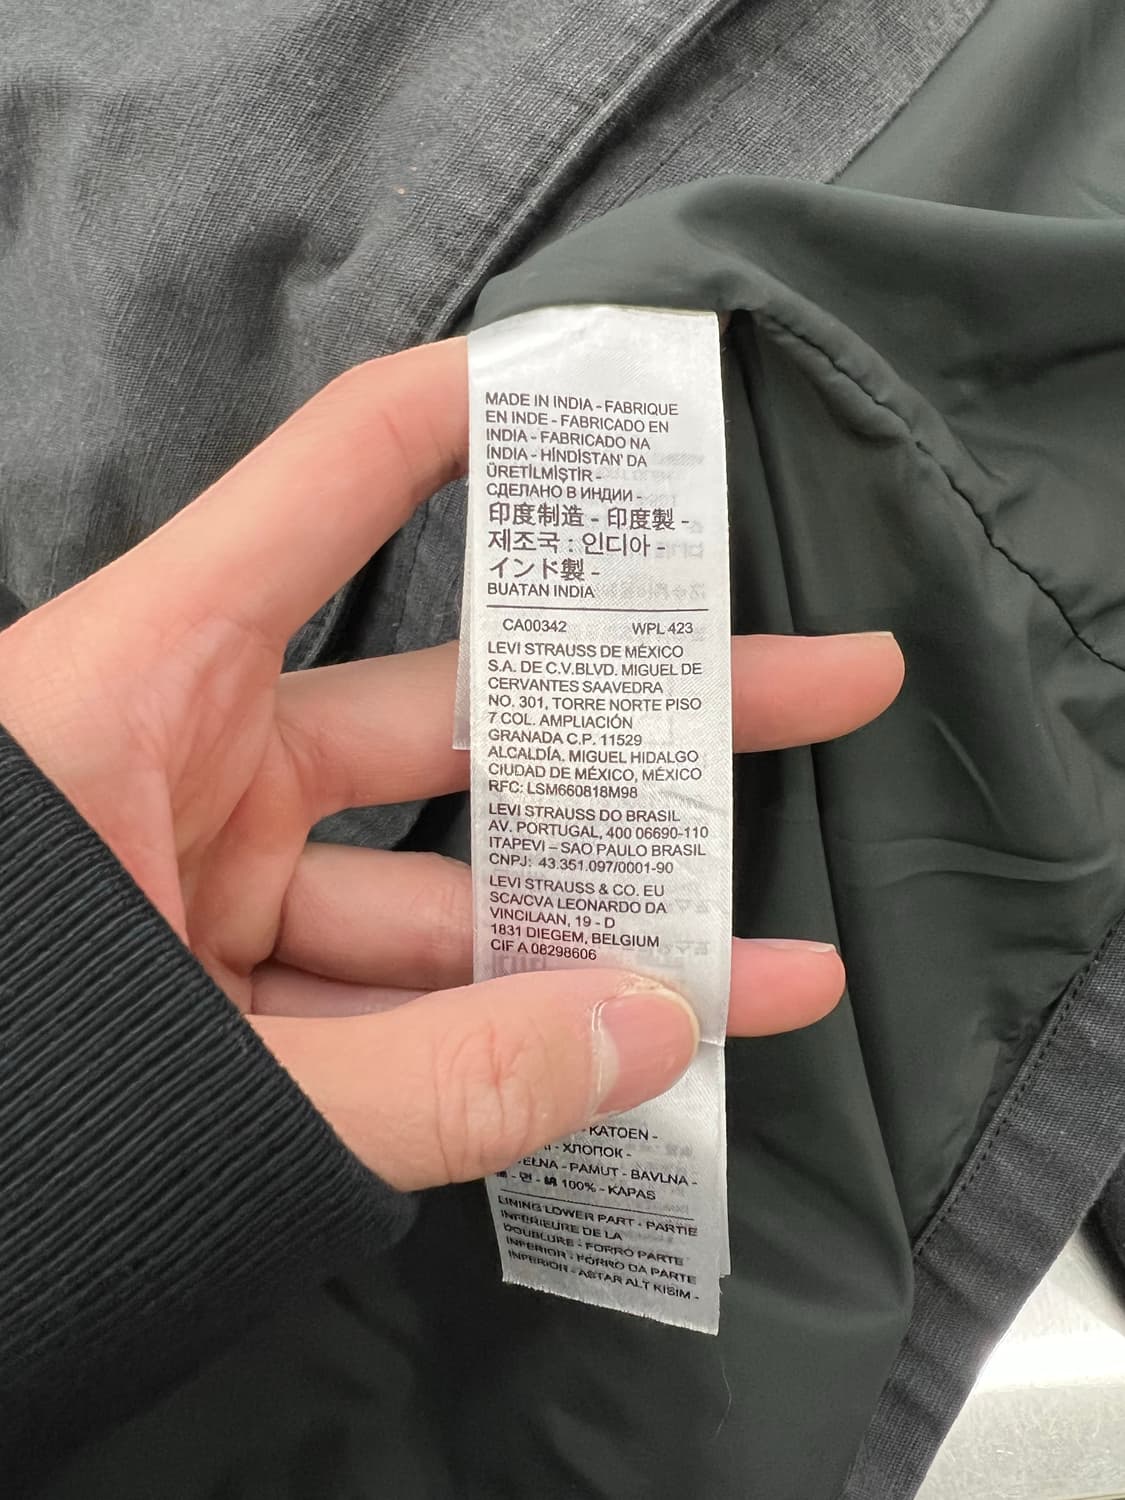 MADE IN INDIA - FABRIQUE
EN INDE - FABRICADO EN
INDIA - FABRICADO NA
ÍNDIA - HİNDİSTAN' DA
ÜRETİLMİŞTİR -
СДЕЛАНО В ИНДИИ -
印度制造 - 印度製 -
제조국 : 인디아 -
インド製 -
BUATAN INDIA
CA00342 WPL 423
LEVI STRAUSS DE MÉXICO
S.A. DE C.V.BLVD. MIGUEL DE
CERVANTES SAAVEDRA
NO. 301, TORRE NORTE PISO
7 COL. AMPLIACIÓN
GRANADA C.P. 11529
ALCALDÍA, MIGUEL HIDALGO
CIUDAD DE MÉXICO, MÉXICO
RFC: LSM660818M98
LEVI STRAUSS DO BRASIL
AV. PORTUGAL, 400 06690-110
ITAPEVI – SAO PAULO BRASIL
CNPJ: 43.351.097/0001-90
LEVI STRAUSS & CO. EU
SCA/CVA LEONARDO DA
VINCILAAN, 19 - D
1831 DIEGEM, BELGIUM
CIF A 08298606
- KATOEN -
- ХЛОПОК -
- PAMUT - BAVLNA -
- 면 - 綿 100% - KAPAS
LINING LOWER PART - PARTIE
INFÉRIEURE DE LA
DOUBLURE - FORRO PARTE
INFERIOR - FORRO DA PARTE
INFERIOR - ASTAR ALT KISIM -